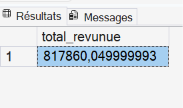 Résultats Messages
total_revunue
1 817860,049999993